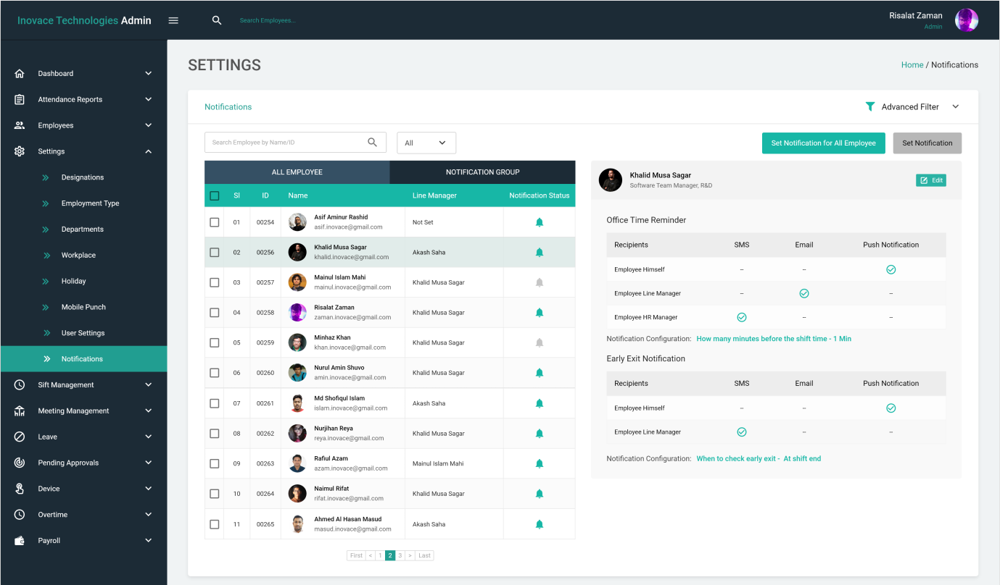 Inovace Technologies Admin
Search Employees...
Risalat Zaman
Admin
Dashboard
Attendance Reports
Employees
Settings
Designations
Employment Type
Departments
Workplace
Holiday
Mobile Punch
User Settings
Notifications
Sift Management
Meeting Management
Leave
Pending Approvals
Device
Overtime
Payroll
SETTINGS
Home / Notifications
Notifications
Advanced Filter
Search Employee by Name/ID
All
Set Notification for All Employee
Set Notification
ALL EMPLOYEE
NOTIFICATION GROUP
Sl ID Name Line Manager Notification Status
01 00254 Asif Aminur Rashid Not Set
asif.inovace@gmail.com
02 00256 Khalid Musa Sagar Akash Saha
khalid.inovace@gmail.com
03 00257 Mainul Islam Mahi Khalid Musa Sagar
mainul.inovace@gmail.com
04 00258 Risalat Zaman Khalid Musa Sagar
zaman.inovace@gmail.com
05 00259 Minhaz Khan Khalid Musa Sagar
khan.inovace@gmail.com
06 00260 Nurul Amin Shuvo Khalid Musa Sagar
amin.inovace@gmail.com
07 00261 Md Shofiqul Islam Akash Saha
islam.inovace@gmail.com
08 00262 Nurjihan Reya Khalid Musa Sagar
reya.inovace@gmail.com
09 00263 Rafiul Azam Mainul Islam Mahi
azam.inovace@gmail.com
10 00264 Naimul Rifat Khalid Musa Sagar
rifat.inovace@gmail.com
11 00265 Ahmed Al Hasan Masud Akash Saha
masud.inovace@gmail.com
First < 1 2 3 > Last
Khalid Musa Sagar
Software Team Manager, R&D
Edit
Office Time Reminder
Recipients SMS Email Push Notification
Employee Himself -- --
Employee Line Manager -- --
Employee HR Manager -- --
Notification Configuration: How many minutes before the shift time - 1 Min
Early Exit Notification
Recipients SMS Email Push Notification
Employee Himself -- --
Employee Line Manager -- --
Notification Configuration: When to check early exit - At shift end